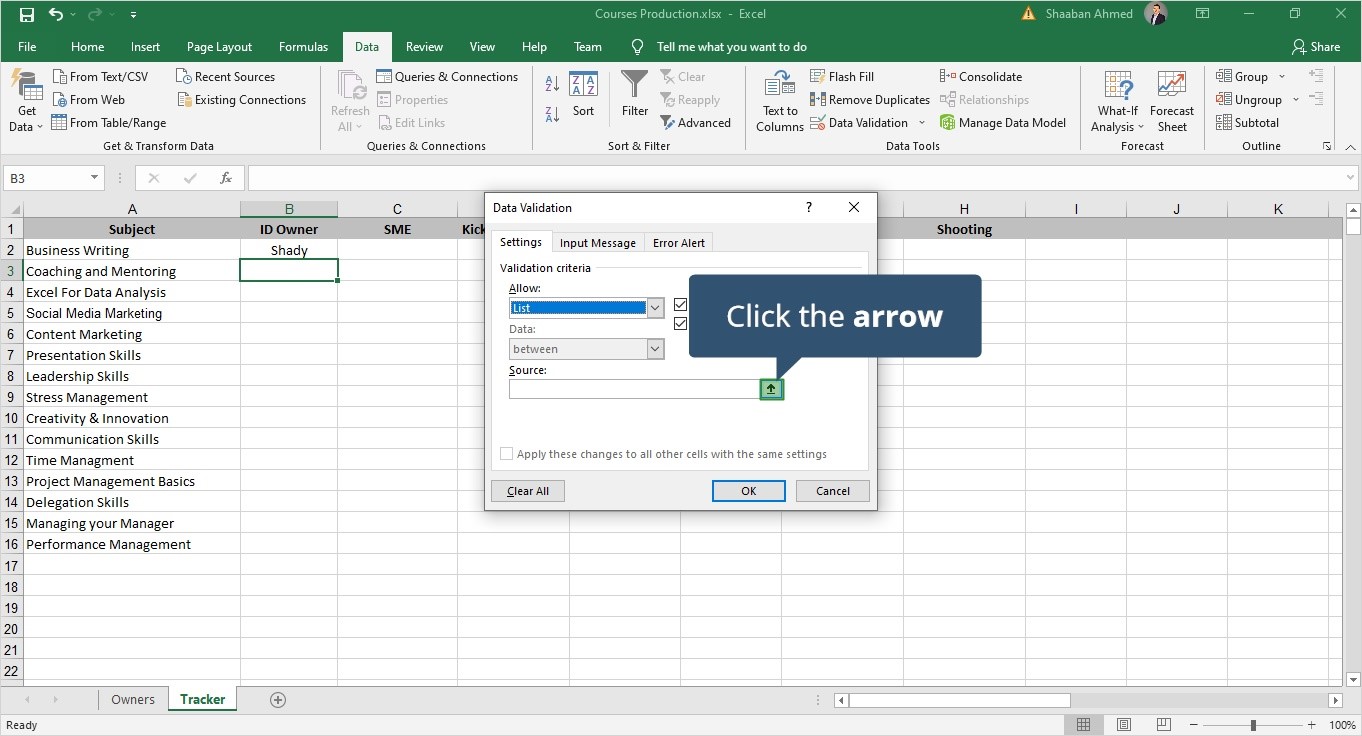 Courses Production.xlsx - Excel
Shaaban Ahmed
File Home Insert Page Layout Formulas Data Review View Help Team Tell me what you want to do Share
Get Data
From Text/CSV
From Web
From Table/Range
Recent Sources
Existing Connections
Get & Transform Data
Refresh All
Queries & Connections
Properties
Edit Links
Queries & Connections
Sort
Filter
Clear
Reapply
Advanced
Sort & Filter
Text to Columns
Flash Fill
Remove Duplicates
Data Validation
Consolidate
Relationships
Manage Data Model
Data Tools
What-If Analysis
Forecast Sheet
Forecast
Group
Ungroup
Subtotal
Outline
B3 fx
A B C H I J K
1 Subject ID Owner SME Kick Shooting
2 Business Writing Shady
3 Coaching and Mentoring
4 Excel For Data Analysis
5 Social Media Marketing
6 Content Marketing
7 Presentation Skills
8 Leadership Skills
9 Stress Management
10 Creativity & Innovation
11 Communication Skills
12 Time Managment
13 Project Management Basics
14 Delegation Skills
15 Managing your Manager
16 Performance Management
17
18
19
20
21
22
Data Validation ?
Settings Input Message Error Alert
Validation criteria
Allow:
List
Data:
between
Source:
Click the arrow
Apply these changes to all other cells with the same settings
Clear All OK Cancel
Owners Tracker
Ready 100%